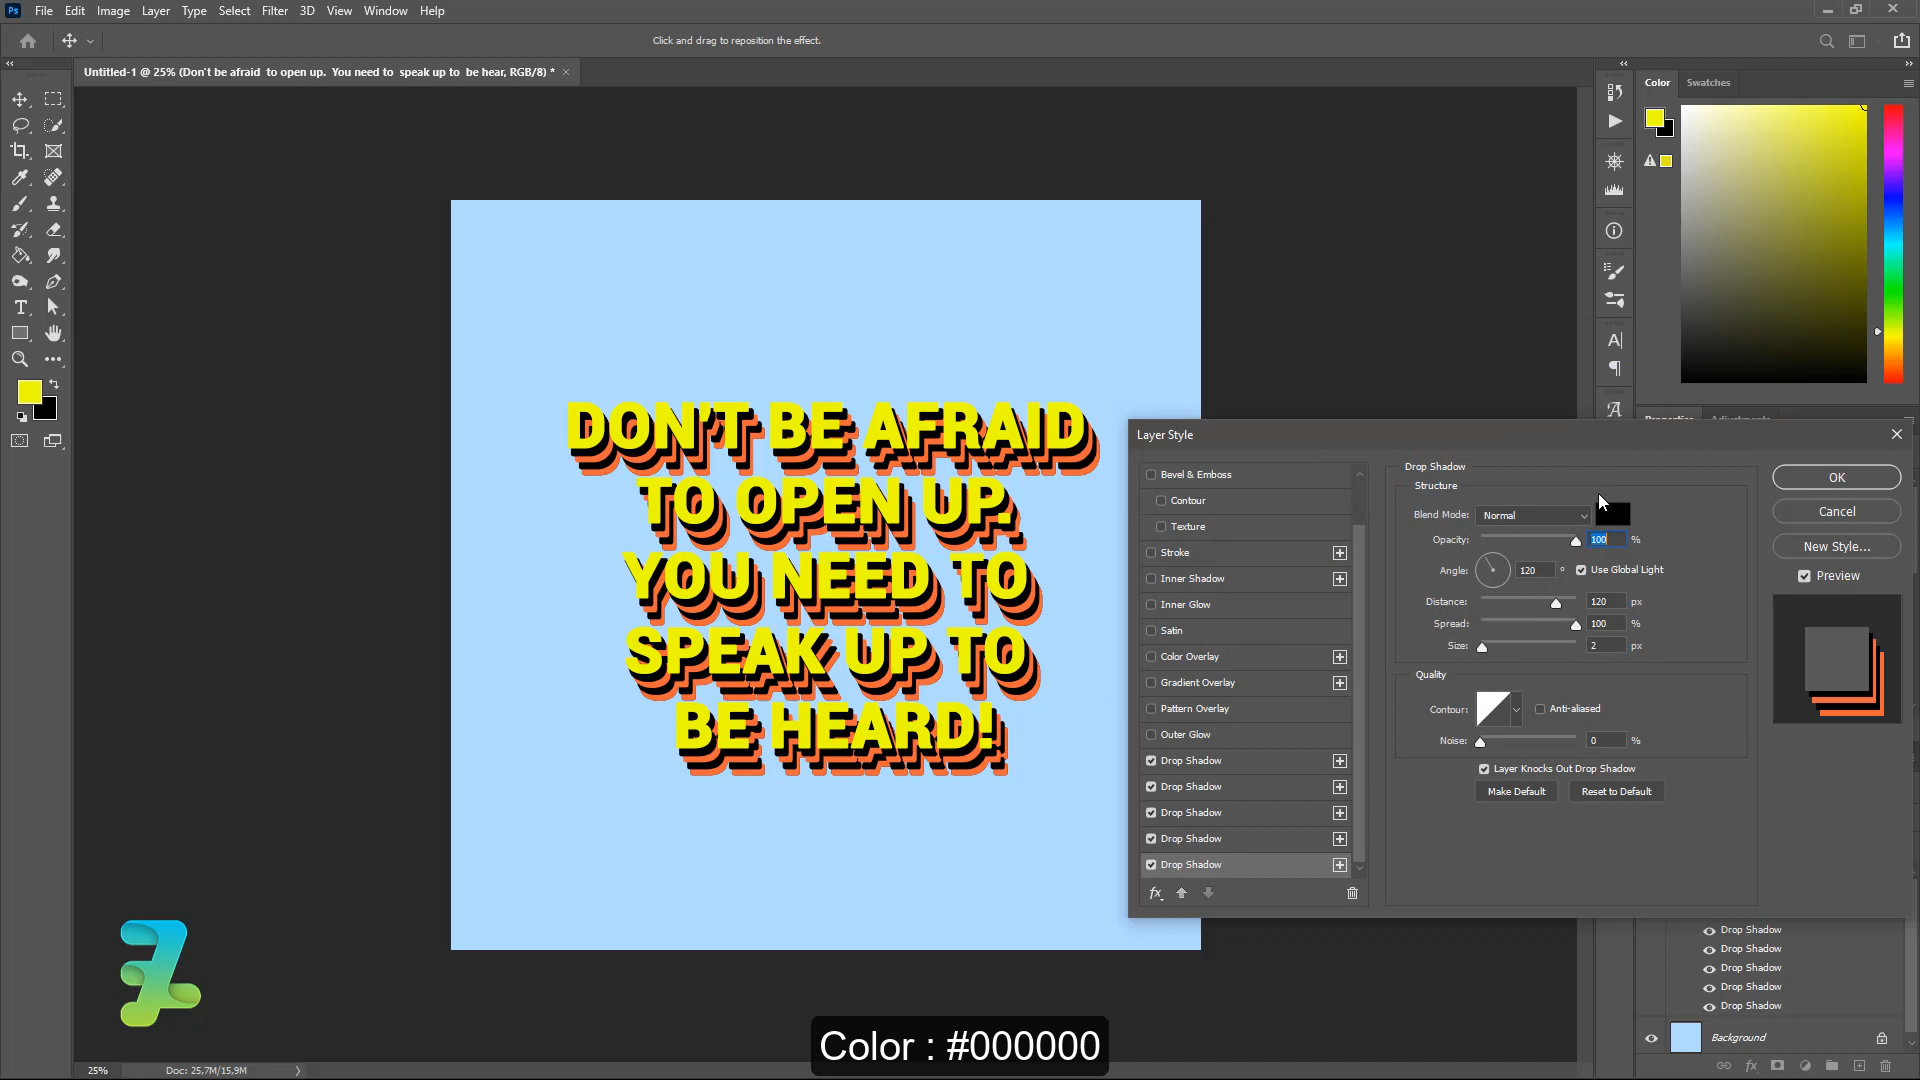 Ps File Edit Image Layer Type Select Filter 3D View Window Help
Click and drag to reposition the effect.
Untitled-1 @ 25% (Don't be afraid to open up. You need to speak up to be hear, RGB/8) * ×
Color Swatches
DON'T BE AFRAID
TO OPEN UP.
YOU NEED TO
SPEAK UP TO
BE HEARD!
Layer Style
Bevel & Emboss
Contour
Texture
Stroke
Inner Shadow
Inner Glow
Satin
Color Overlay
Gradient Overlay
Pattern Overlay
Outer Glow
Drop Shadow
Drop Shadow
Drop Shadow
Drop Shadow
Drop Shadow
fx
Drop Shadow
Structure
Blend Mode: Normal
Opacity: 100 %
Angle: 120 ° Use Global Light
Distance: 120 px
Spread: 100 %
Size: 2 px
Quality
Contour: Anti-aliased
Noise: 0 %
Layer Knocks Out Drop Shadow
Make Default Reset to Default
OK
Cancel
New Style...
Preview
Drop Shadow
Drop Shadow
Drop Shadow
Drop Shadow
Drop Shadow
Background
fx
Color : #000000
25% Doc: 25,7M/15,9M